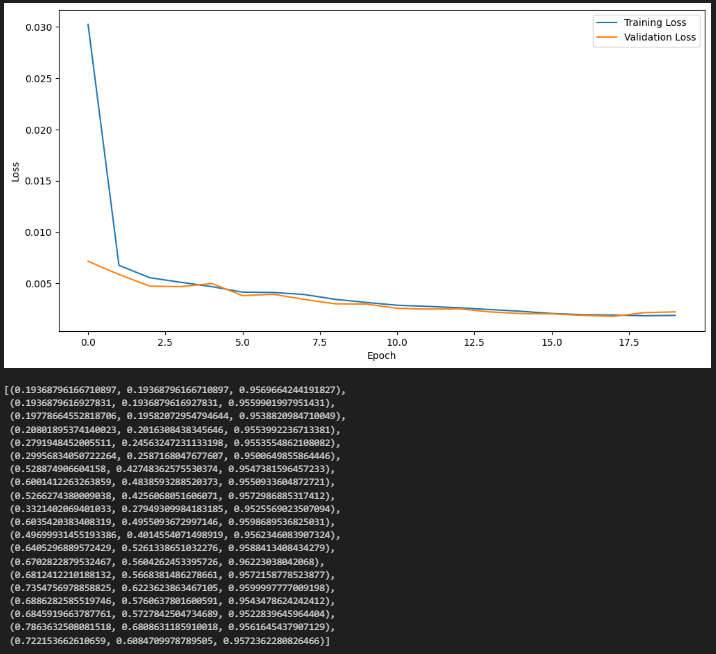 0.030
0.025
0.020
0.015
0.010
0.005
Loss
Training Loss
Validation Loss
0.0 2.5 5.0 7.5 10.0 12.5 15.0 17.5
Epoch
[(0.19368796166710897, 0.19368796166710897, 0.9569664244191827),
(0.1936879616927831, 0.1936879616927831, 0.9559901997951431),
(0.19778664552818706, 0.19582072954794644, 0.9538820984710049),
(0.20801895374140023, 0.2016308438345646, 0.9553992236713381),
(0.2791948452005511, 0.24563247231133198, 0.9553554862108082),
(0.29956834050722264, 0.2587168047677607, 0.9500649855864446),
(0.528874906604158, 0.42748362575530374, 0.9547381596457233),
(0.6001412263263859, 0.4838593288520373, 0.9550933604872721),
(0.5266274380009038, 0.4256068051606071, 0.9572986885317412),
(0.3321402069401033, 0.27949309984183185, 0.9525569023507094),
(0.6035420383408319, 0.4955093672997146, 0.9598689536825031),
(0.49699931455193386, 0.4014554071498919, 0.9562346083907324),
(0.6405296889572429, 0.5261338651032276, 0.9588413408434279),
(0.6702822879532467, 0.5604262453395726, 0.96223038042068),
(0.6812412210188132, 0.5668381486278661, 0.9572158778523877),
(0.7354756978858825, 0.6223623863467105, 0.9599997777009198),
(0.6886282585519746, 0.5760637801600591, 0.9543478624242412),
(0.6845919663787761, 0.5727842504734689, 0.9522839645964404),
(0.7863632508081518, 0.6808631185910018, 0.9561645437907129),
(0.722153662610659, 0.6084709978789505, 0.9572362280826466)]